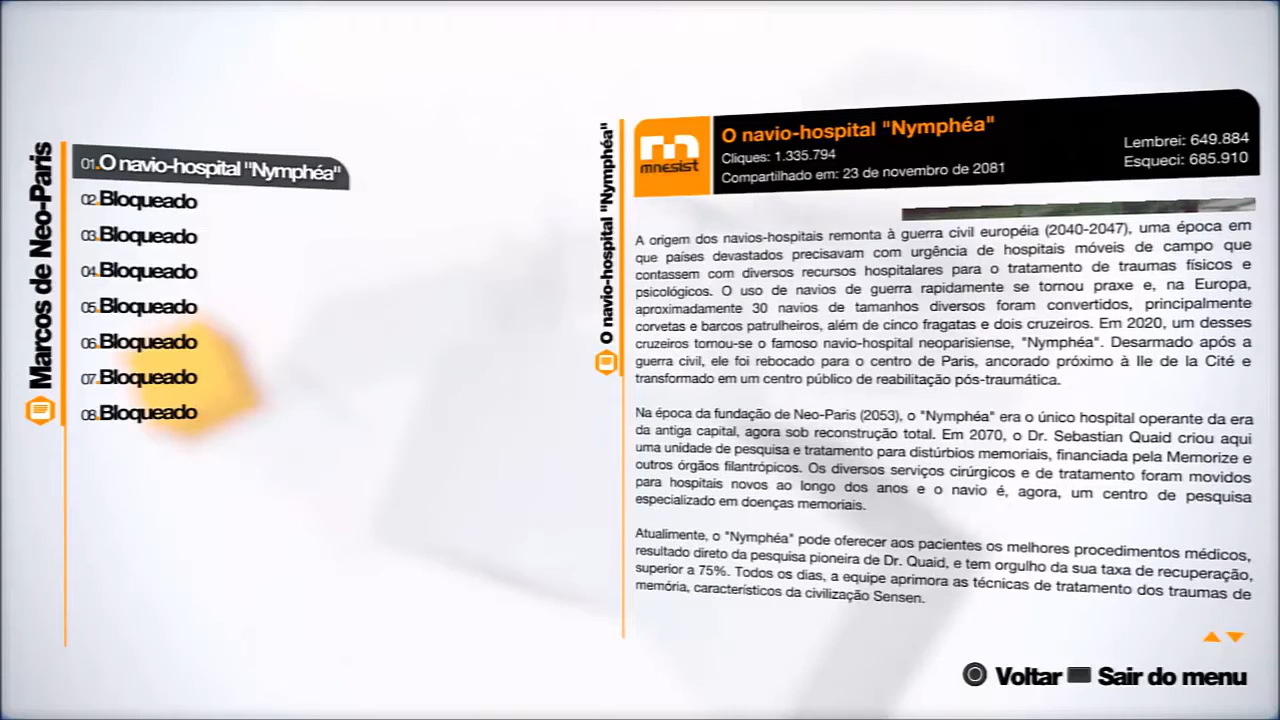 Marcos de Neo-Paris
01.O navio-hospital "Nymphéa"
02.Bloqueado
03.Bloqueado
04.Bloqueado
05.Bloqueado
06.Bloqueado
07.Bloqueado
08.Bloqueado
O navio-hospital "Nymphéa"
mnesist
O navio-hospital "Nymphéa"
Cliques: 1.335.794
Compartilhado em: 23 de novembro de 2081
Lembrei: 649.884
Esqueci: 685.910
A origem dos navios-hospitais remonta à guerra civil européia (2040-2047), uma época em
que países devastados precisavam com urgência de hospitais móveis de campo que
contassem com diversos recursos hospitalares para o tratamento de traumas físicos e
psicológicos. O uso de navios de guerra rapidamente se tornou praxe e, na Europa,
aproximadamente 30 navios de tamanhos diversos foram convertidos, principalmente
corvetas e barcos patrulheiros, além de cinco fragatas e dois cruzeiros. Em 2020, um desses
cruzeiros tornou-se o famoso navio-hospital neoparisiense, "Nymphéa". Desarmado após a
guerra civil, ele foi rebocado para o centro de Paris, ancorado próximo à Ile de la Cité e
transformado em um centro público de reabilitação pós-traumática.
Na época da fundação de Neo-Paris (2053), o "Nymphéa" era o único hospital operante da era
da antiga capital, agora sob reconstrução total. Em 2070, o Dr. Sebastian Quaid criou aqui
uma unidade de pesquisa e tratamento para distúrbios memoriais, financiada pela Memorize e
outros órgãos filantrópicos. Os diversos serviços cirúrgicos e de tratamento foram movidos
para hospitais novos ao longo dos anos e o navio é, agora, um centro de pesquisa
especializado em doenças memoriais.
Atualmente, o "Nymphéa" pode oferecer aos pacientes os melhores procedimentos médicos,
resultado direto da pesquisa pioneira de Dr. Quaid, e tem orgulho da sua taxa de recuperação,
superior a 75%. Todos os dias, a equipe aprimora as técnicas de tratamento dos traumas de
memória, característicos da civilização Sensen.
Voltar Sair do menu